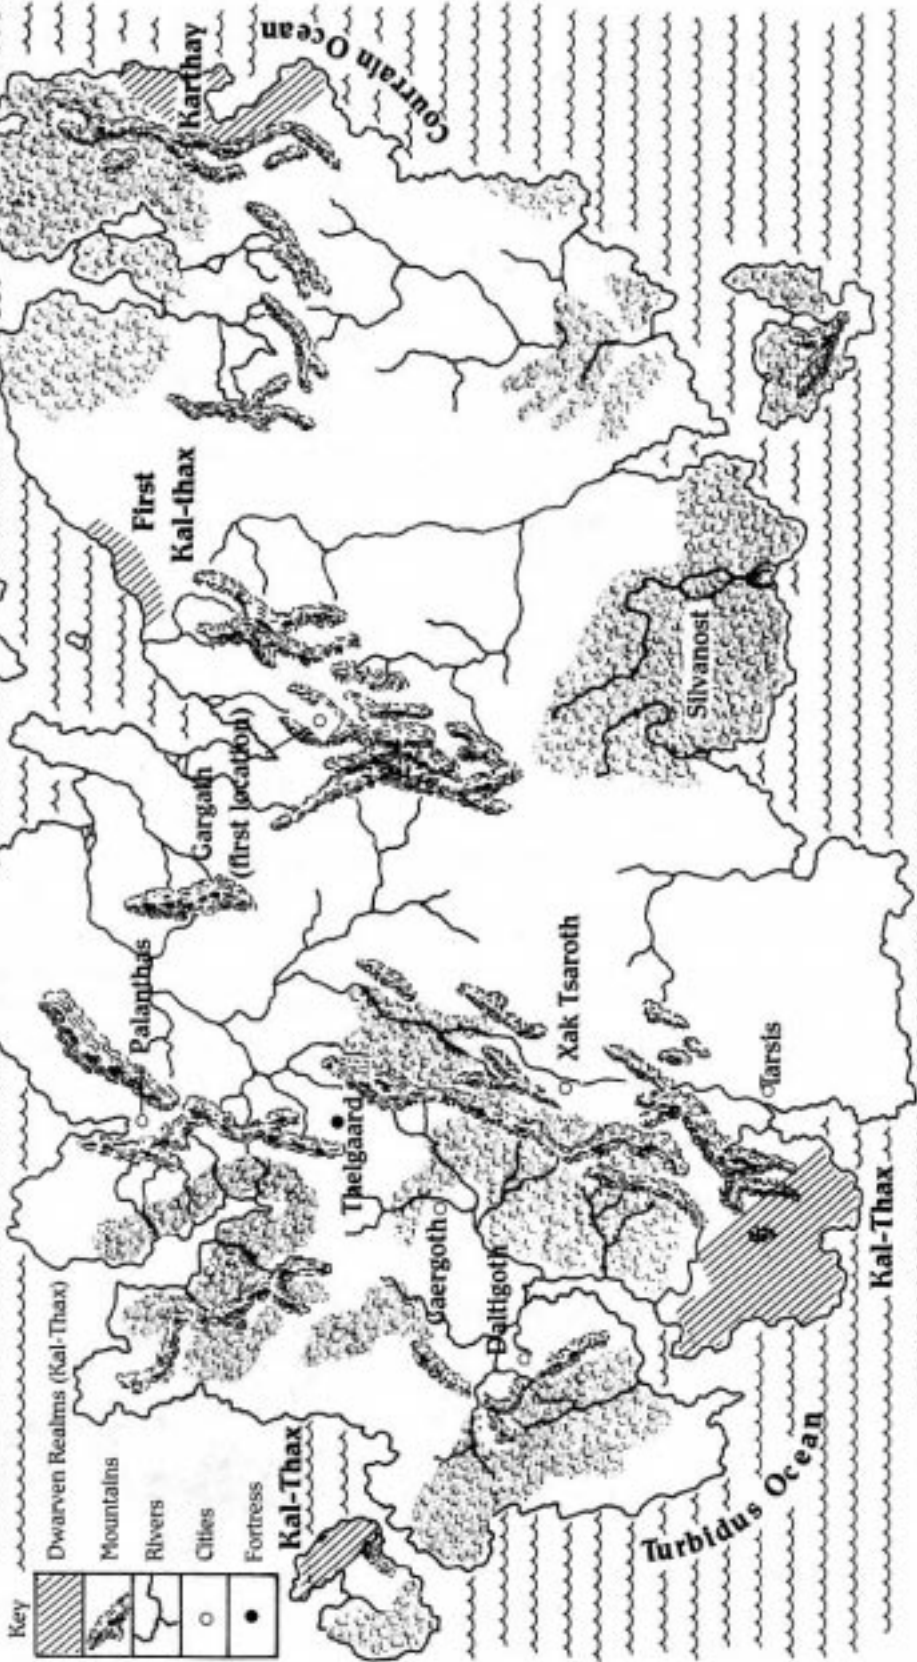 Key
Dwarven Realms (Kal-Thax)
Mountains
Rivers
Cities
Fortress
Kal-Thax
Palanthas
Gargath
(first location)
First
Kal-thax
Karthay
Courrain Ocean
Thelgaard
Caergoth
Daltigoth
Xak Tsaroth
Silvanost
Tarsis
Turbidus Ocean
Kal-Thax